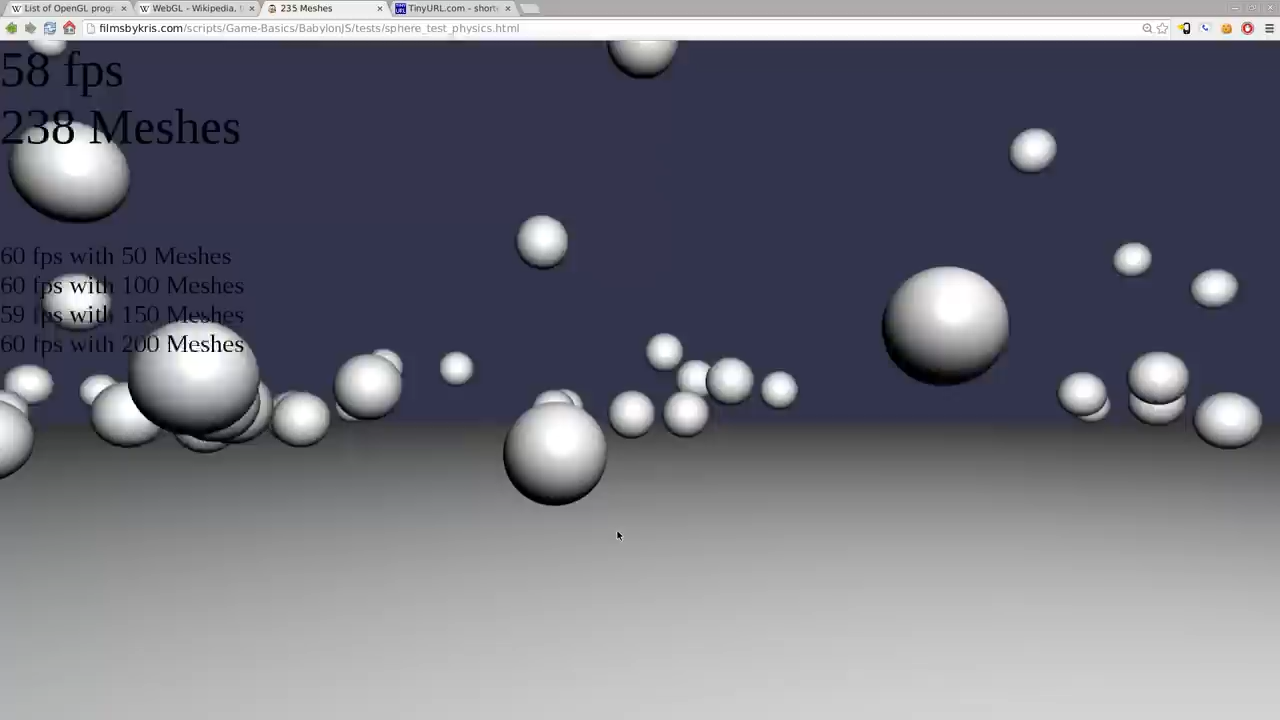 List of OpenGL prog
WebGL - Wikipedia,
235 Meshes
TinyURL.com - short
filmsbykris.com/scripts/Game-Basics/BabylonJS/tests/sphere_test_physics.html
58 fps
238 Meshes
60 fps with 50 Meshes
60 fps with 100 Meshes
59 fps with 150 Meshes
60 fps with 200 Meshes